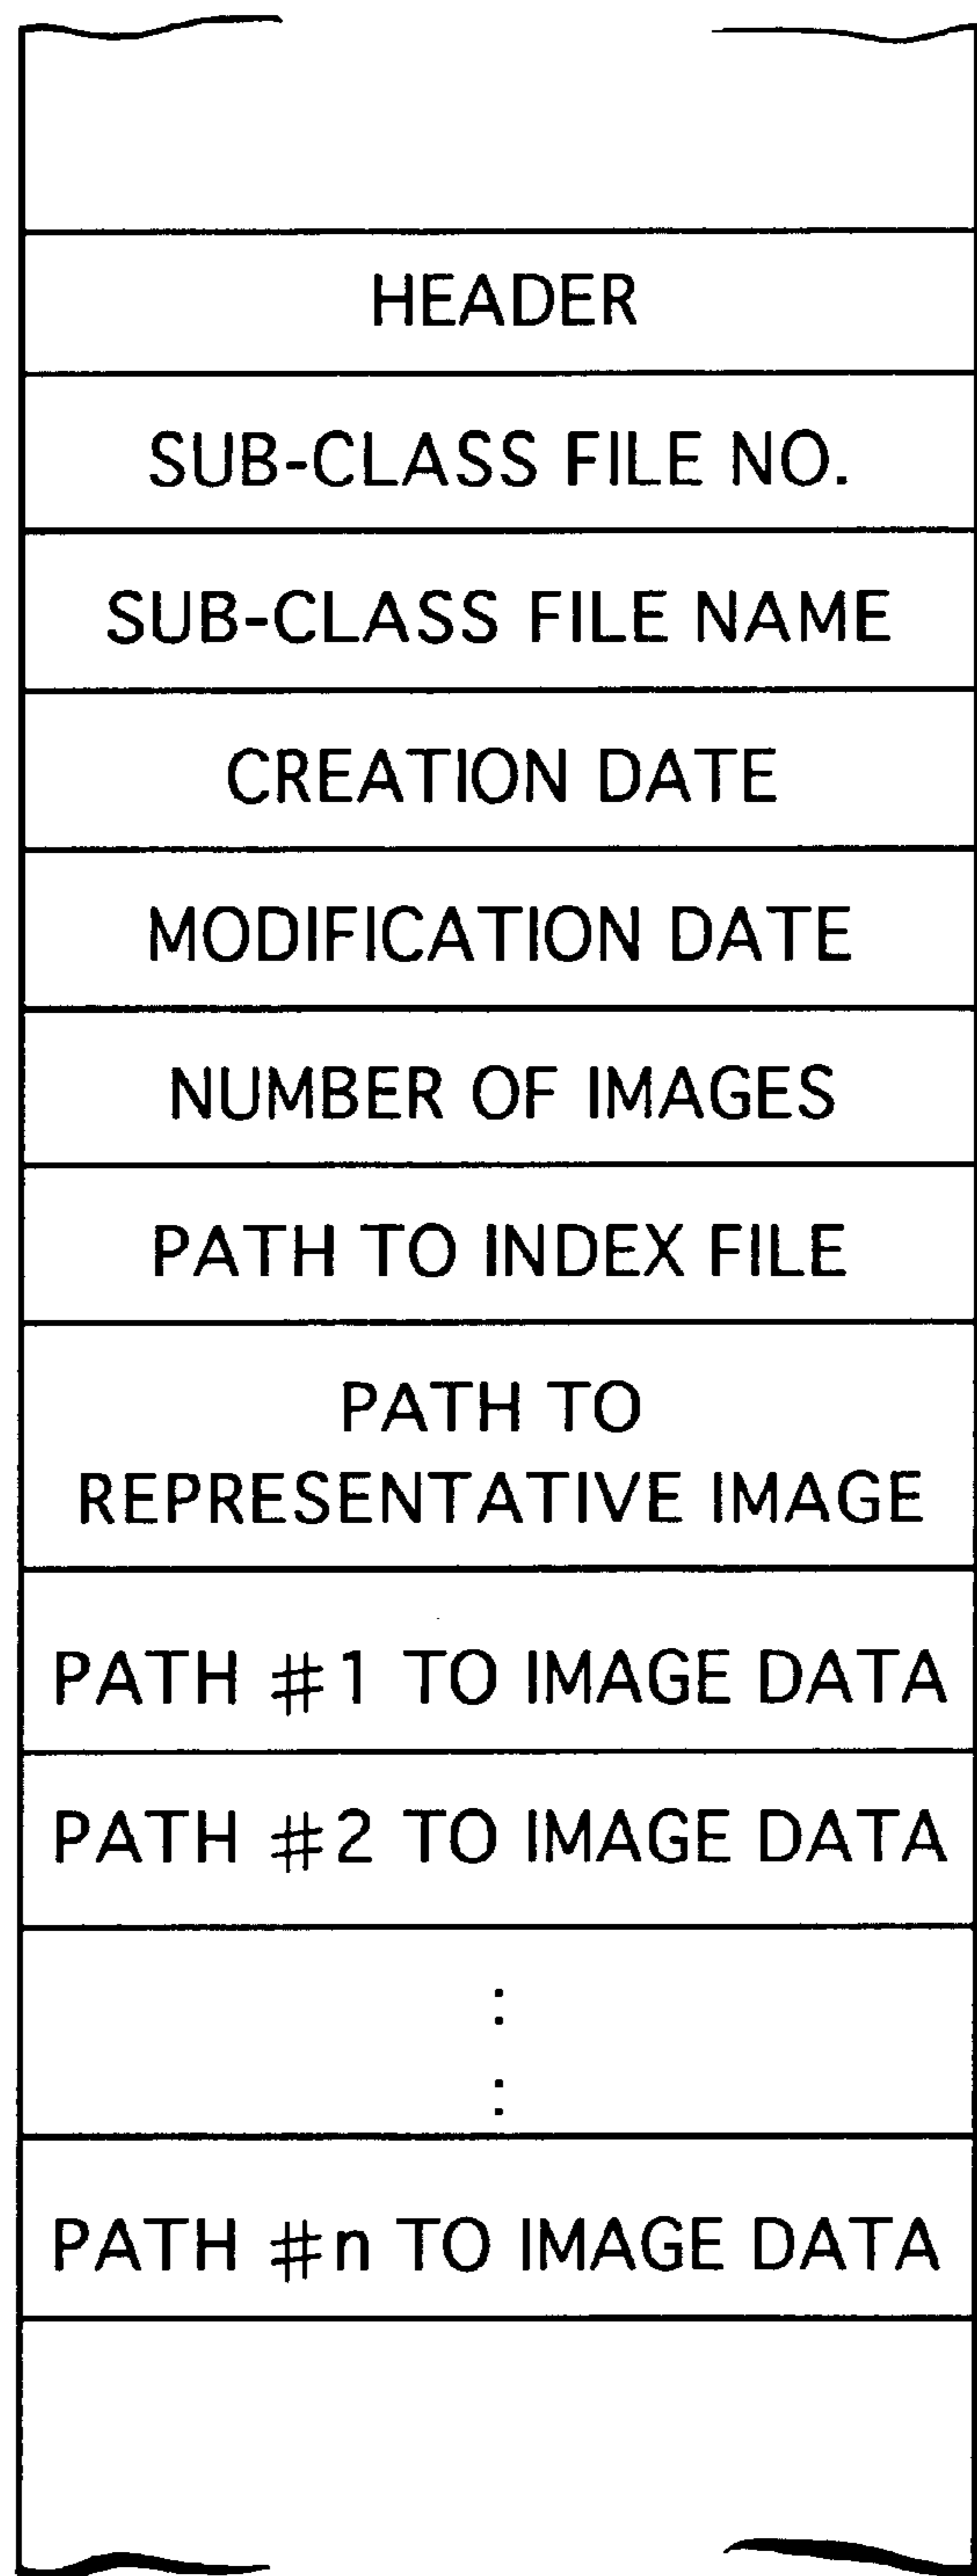 HEADER
SUB-CLASS FILE NO.
SUB-CLASS FILE NAME
CREATION DATE
MODIFICATION DATE
NUMBER OF IMAGES
PATH TO INDEX FILE
PATH TO
REPRESENTATIVE IMAGE
PATH #1 TO IMAGE DATA
PATH #2 TO IMAGE DATA
:
:
PATH #n TO IMAGE DATA